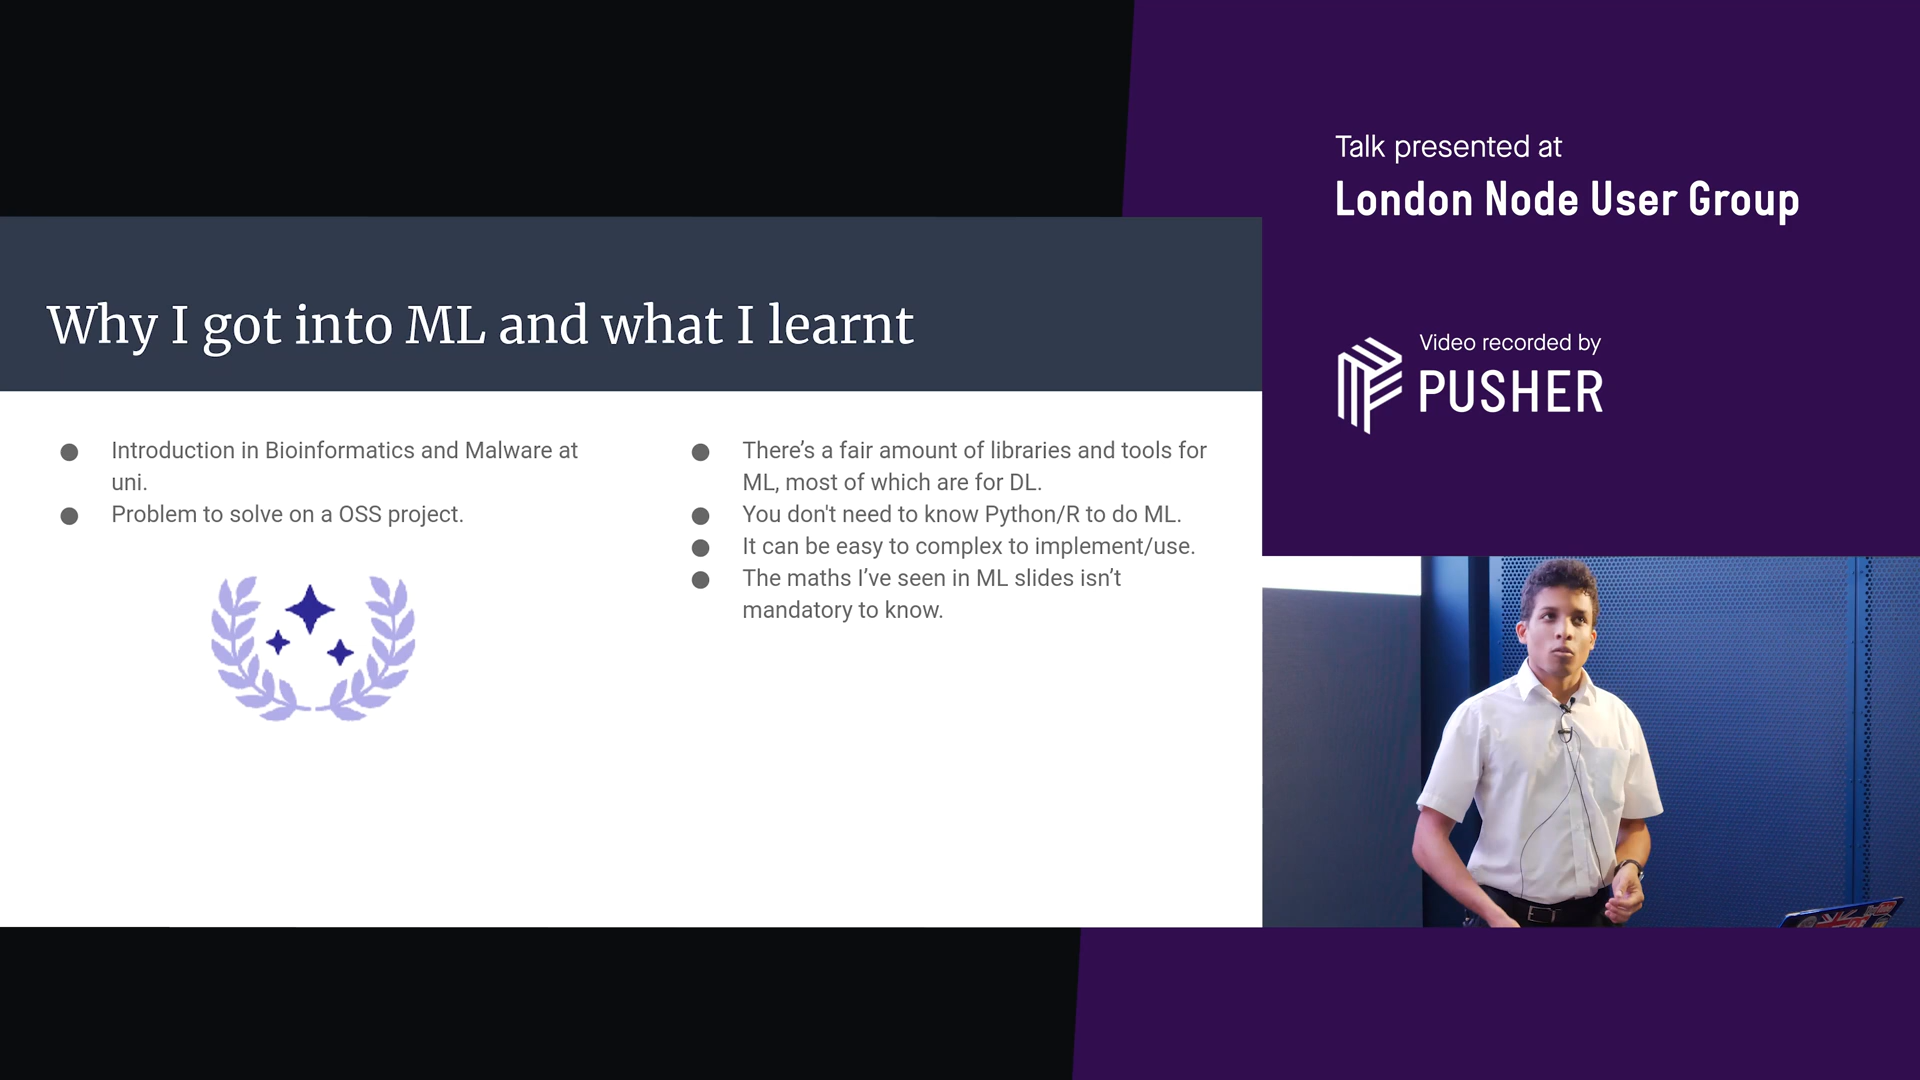 Talk presented at
London Node User Group
Video recorded by
PUSHER
Why I got into ML and what I learnt
Introduction in Bioinformatics and Malware at
uni.
Problem to solve on a OSS project.
There’s a fair amount of libraries and tools for
ML, most of which are for DL.
You don't need to know Python/R to do ML.
It can be easy to complex to implement/use.
The maths I’ve seen in ML slides isn’t
mandatory to know.